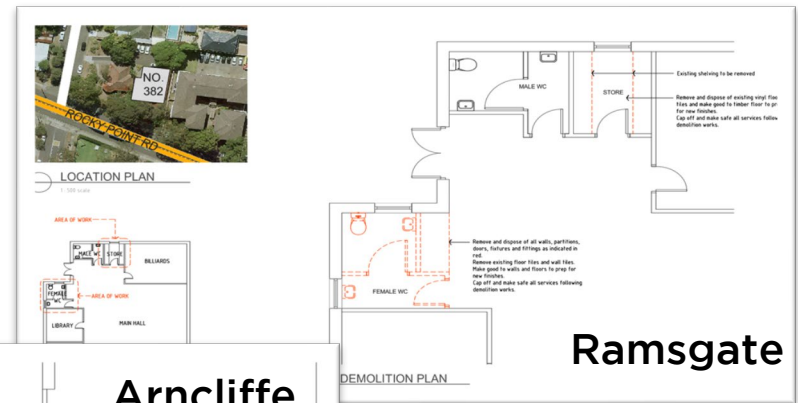 NO.
382
ROCKY POINT RD
LOCATION PLAN
AREA OF WORK
MALE WC
STORE
BILLIARDS
FEMALE
WC
AREA OF WORK
LIBRARY
MAIN HALL
MALE WC
STORE
Existing shelving to be removed
Remove and dispose of existing vinyl floo
tiles and make good to timber floor to pr
for new finishes.
Cap off and make safe all services follow
demolition works.
Remove and dispose of all walls, partitions,
doors, fixtures and fittings as indicated in
red.
Remove existing floor tiles and wall tiles.
Make good to walls and floors to prep for
new finishes.
Cap off and make safe all services following
demolition works.
FEMALE WC
DEMOLITION PLAN
Ramsgate
Arncliffe